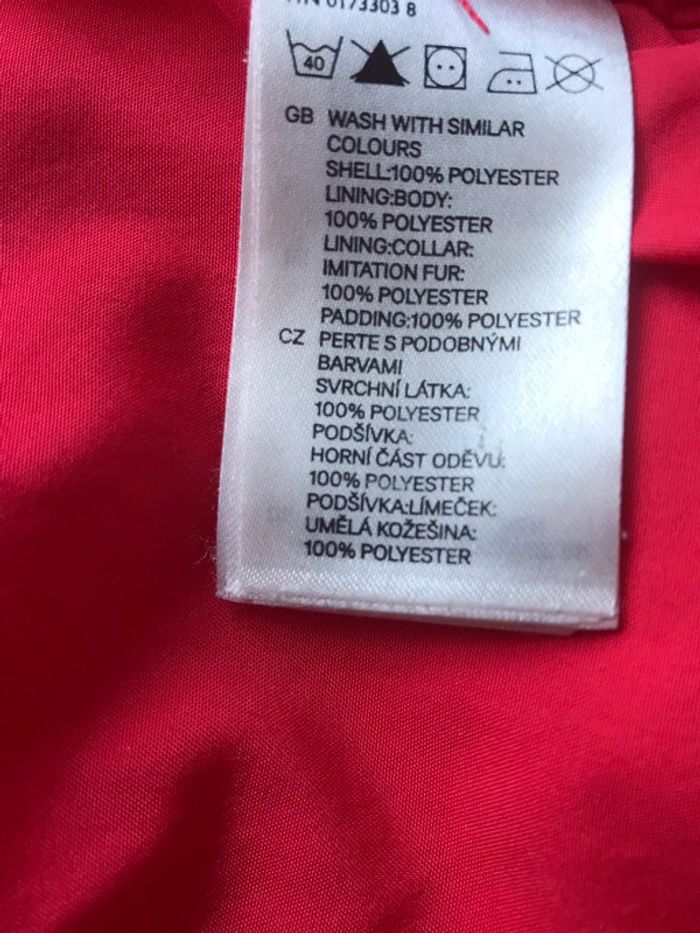 0173303 8
40
GB WASH WITH SIMILAR
COLOURS
SHELL:100% POLYESTER
LINING:BODY:
100% POLYESTER
LINING:COLLAR:
IMITATION FUR:
100% POLYESTER
PADDING:100% POLYESTER
CZ PERTE S PODOBNÝMI
BARVAMI
SVRCHNÍ LÁTKA:
100% POLYESTER
PODŠÍVKA:
HORNÍ ČÁST ODĚVU:
100% POLYESTER
PODŠÍVKA:LÍMEČEK:
UMĚLÁ KOŽEŠINA:
100% POLYESTER